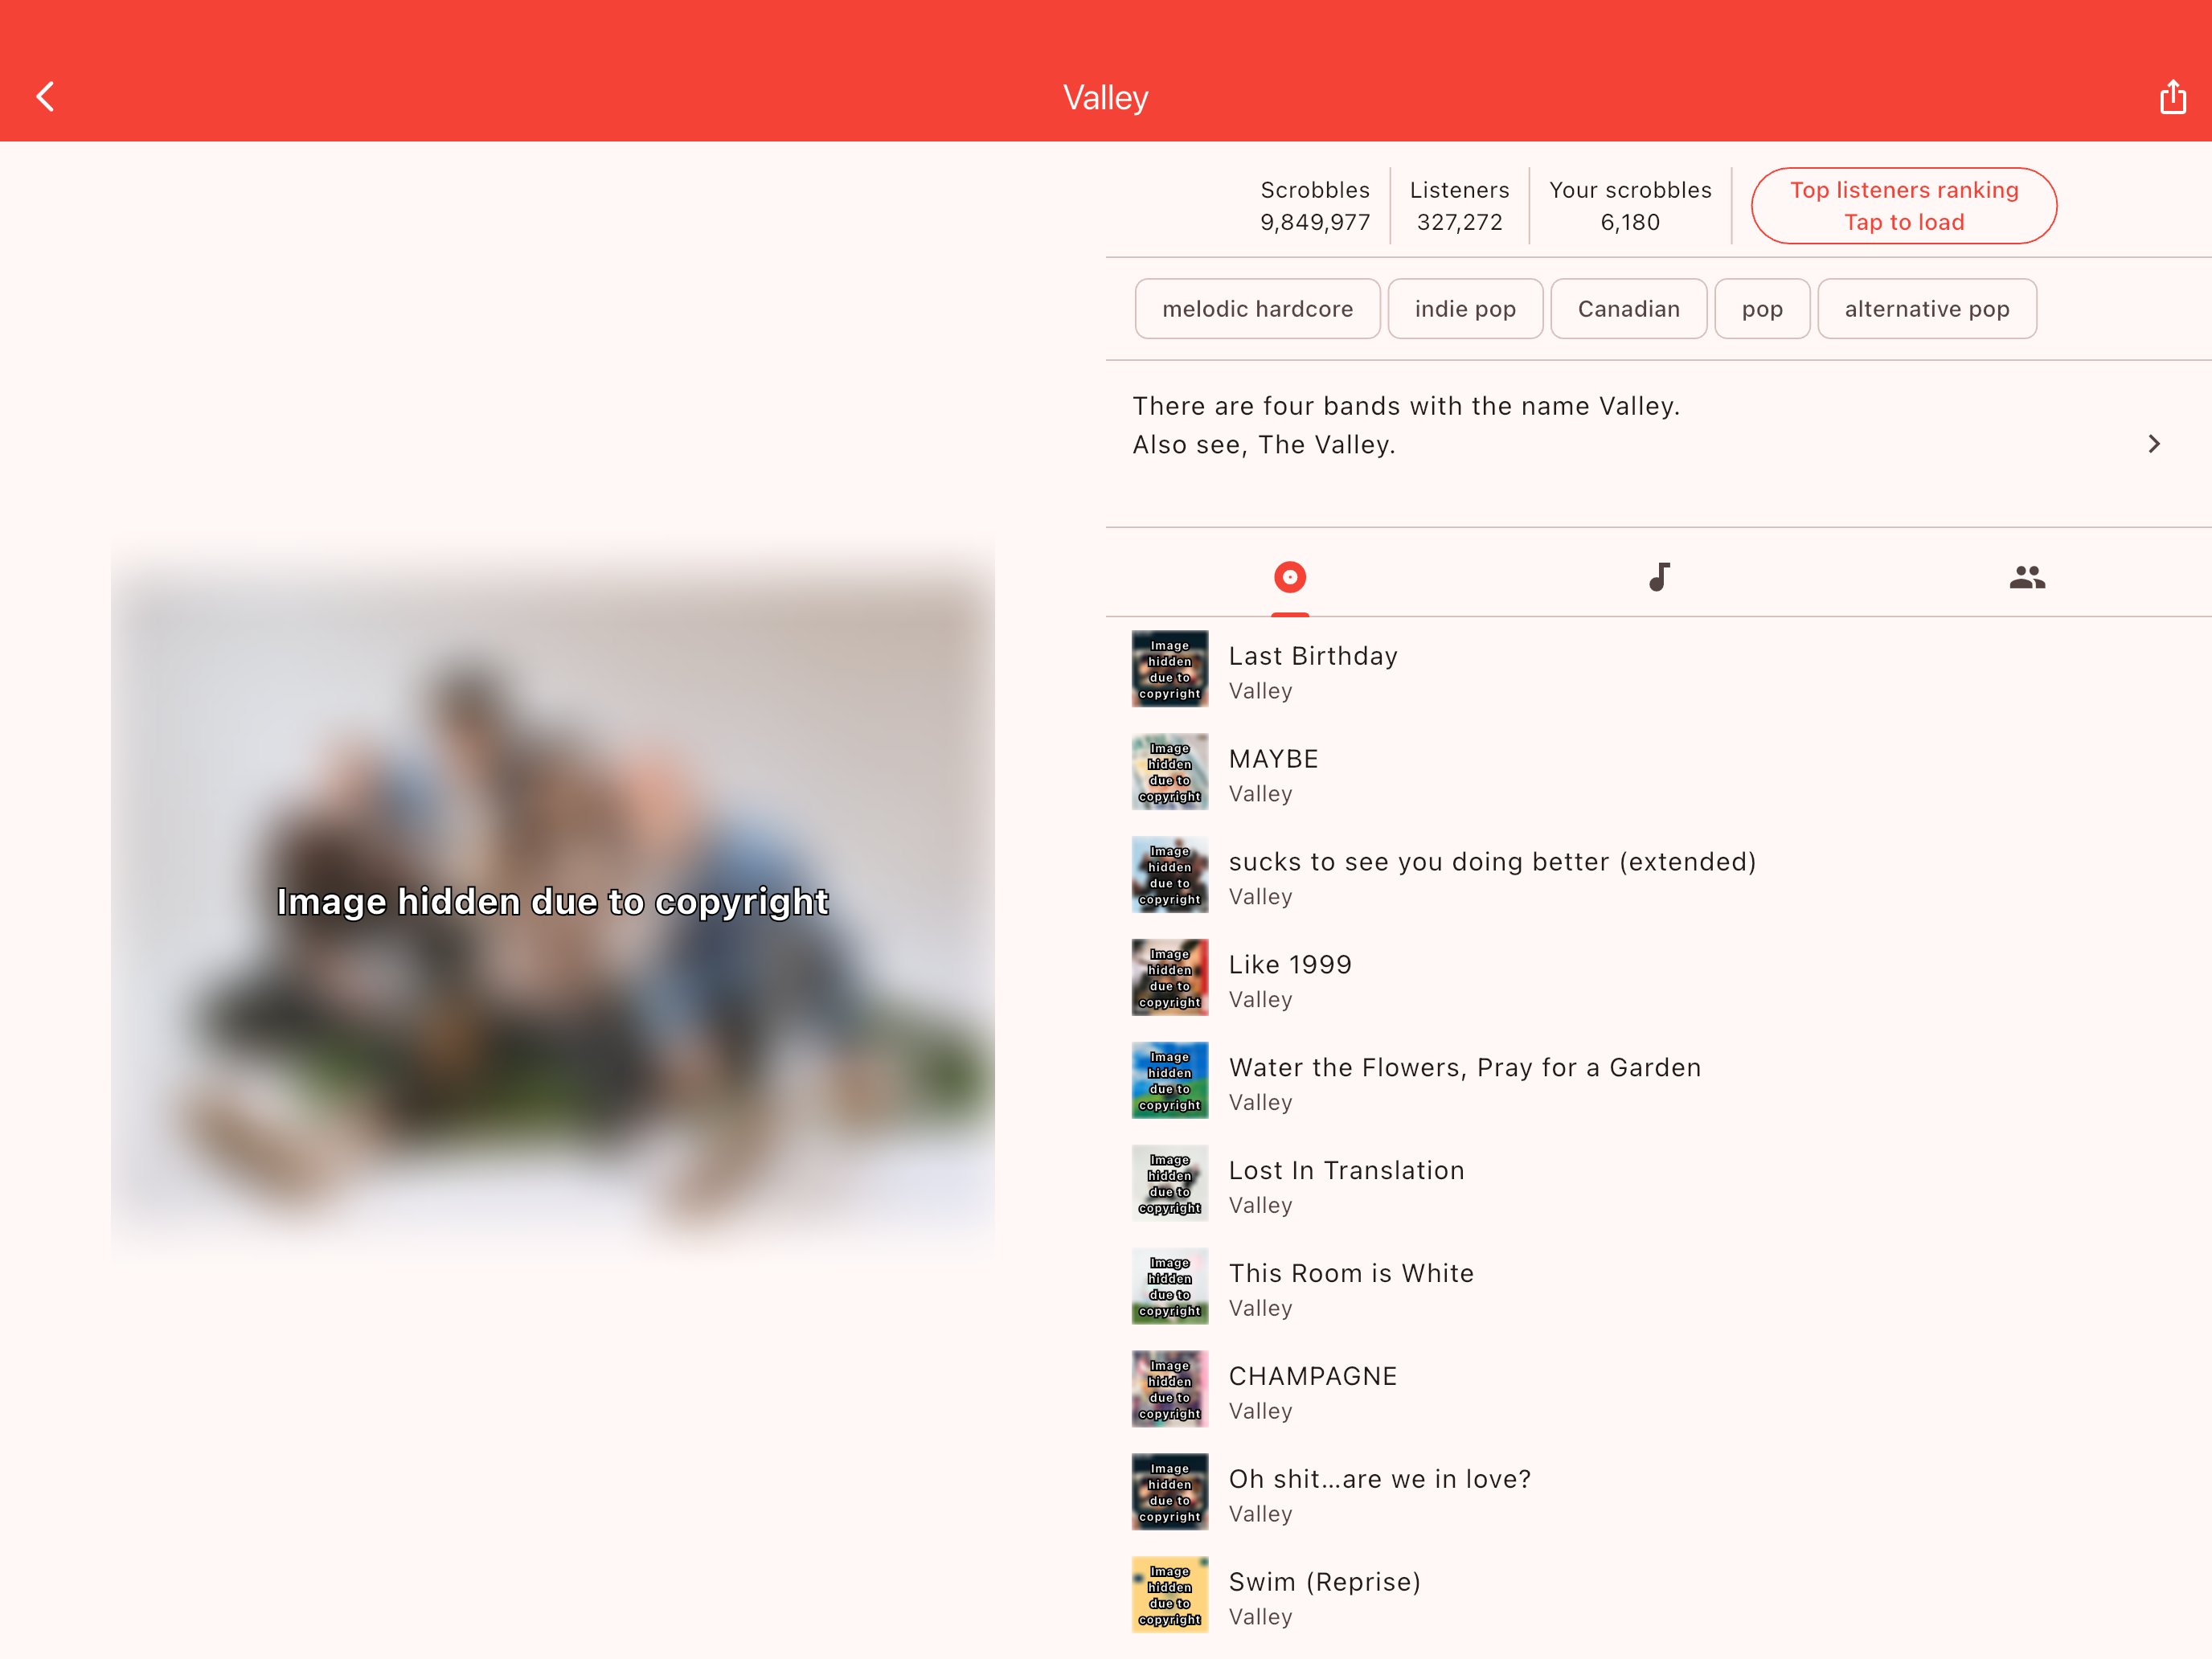 Valley
Scrobbles
9,849,977
Listeners
327,272
Your scrobbles
6,180
Top listeners ranking
Tap to load
melodic hardcore
indie pop
Canadian
pop
alternative pop
There are four bands with the name Valley.
Also see, The Valley.
Image hidden due to copyright
Image
hidden
due to
copyright
Last Birthday
Valley
Image
hidden
due to
copyright
MAYBE
Valley
Image
hidden
due to
copyright
sucks to see you doing better (extended)
Valley
Image
hidden
due to
copyright
Like 1999
Valley
Image
hidden
due to
copyright
Water the Flowers, Pray for a Garden
Valley
Image
hidden
due to
copyright
Lost In Translation
Valley
Image
hidden
due to
copyright
This Room is White
Valley
Image
hidden
due to
copyright
CHAMPAGNE
Valley
Image
hidden
due to
copyright
Oh shit...are we in love?
Valley
Image
hidden
due to
copyright
Swim (Reprise)
Valley